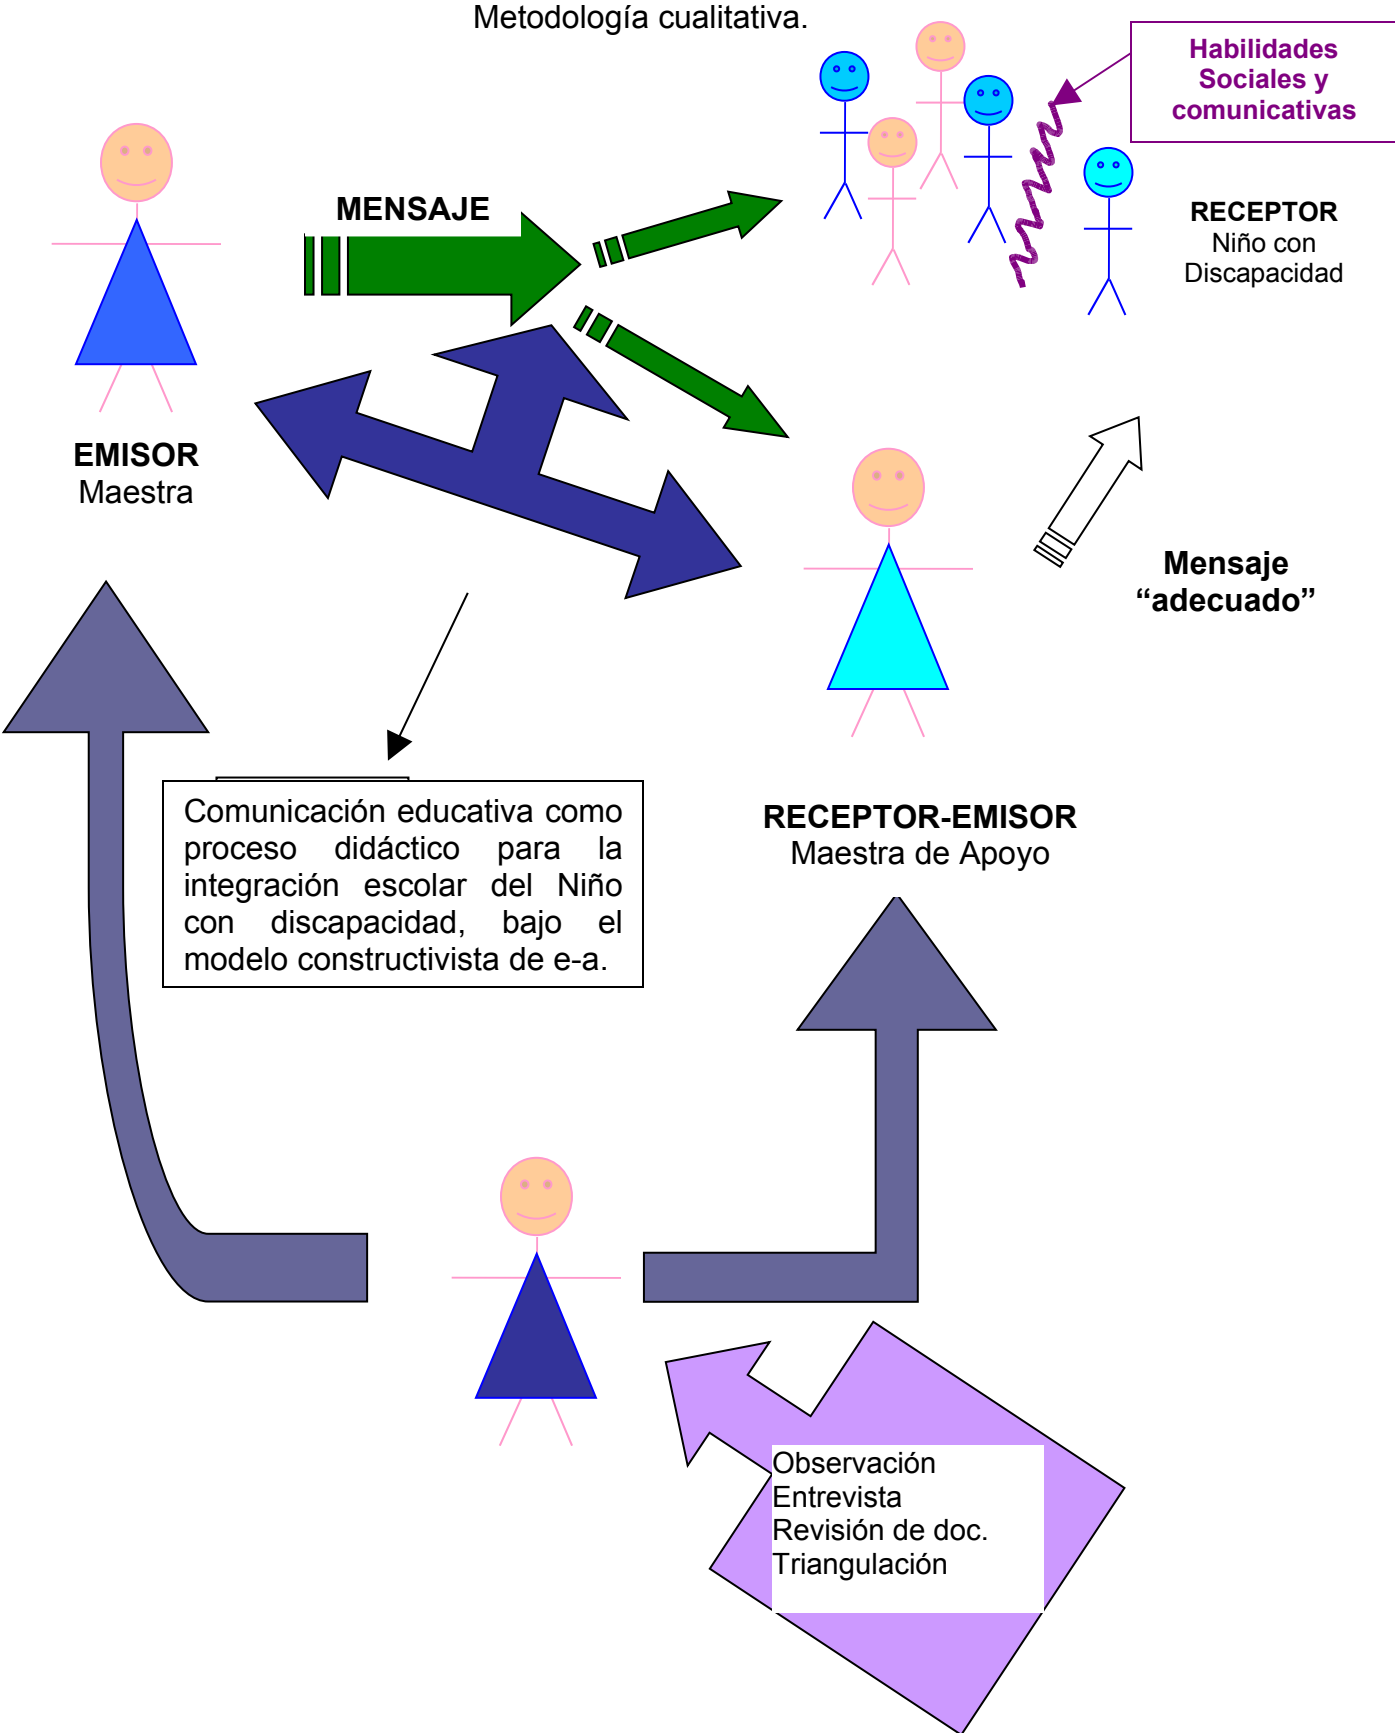 Metodología cualitativa.
Habilidades
Sociales y
comunicativas
MENSAJE
RECEPTOR
Niño con
Discapacidad
EMISOR
Maestra
Mensaje
“adecuado”
Comunicación educativa como
proceso didáctico para la
integración escolar del Niño
con discapacidad, bajo el
modelo constructivista de e-a.
RECEPTOR-EMISOR
Maestra de Apoyo
Observación
Entrevista
Revisión de doc.
Triangulación